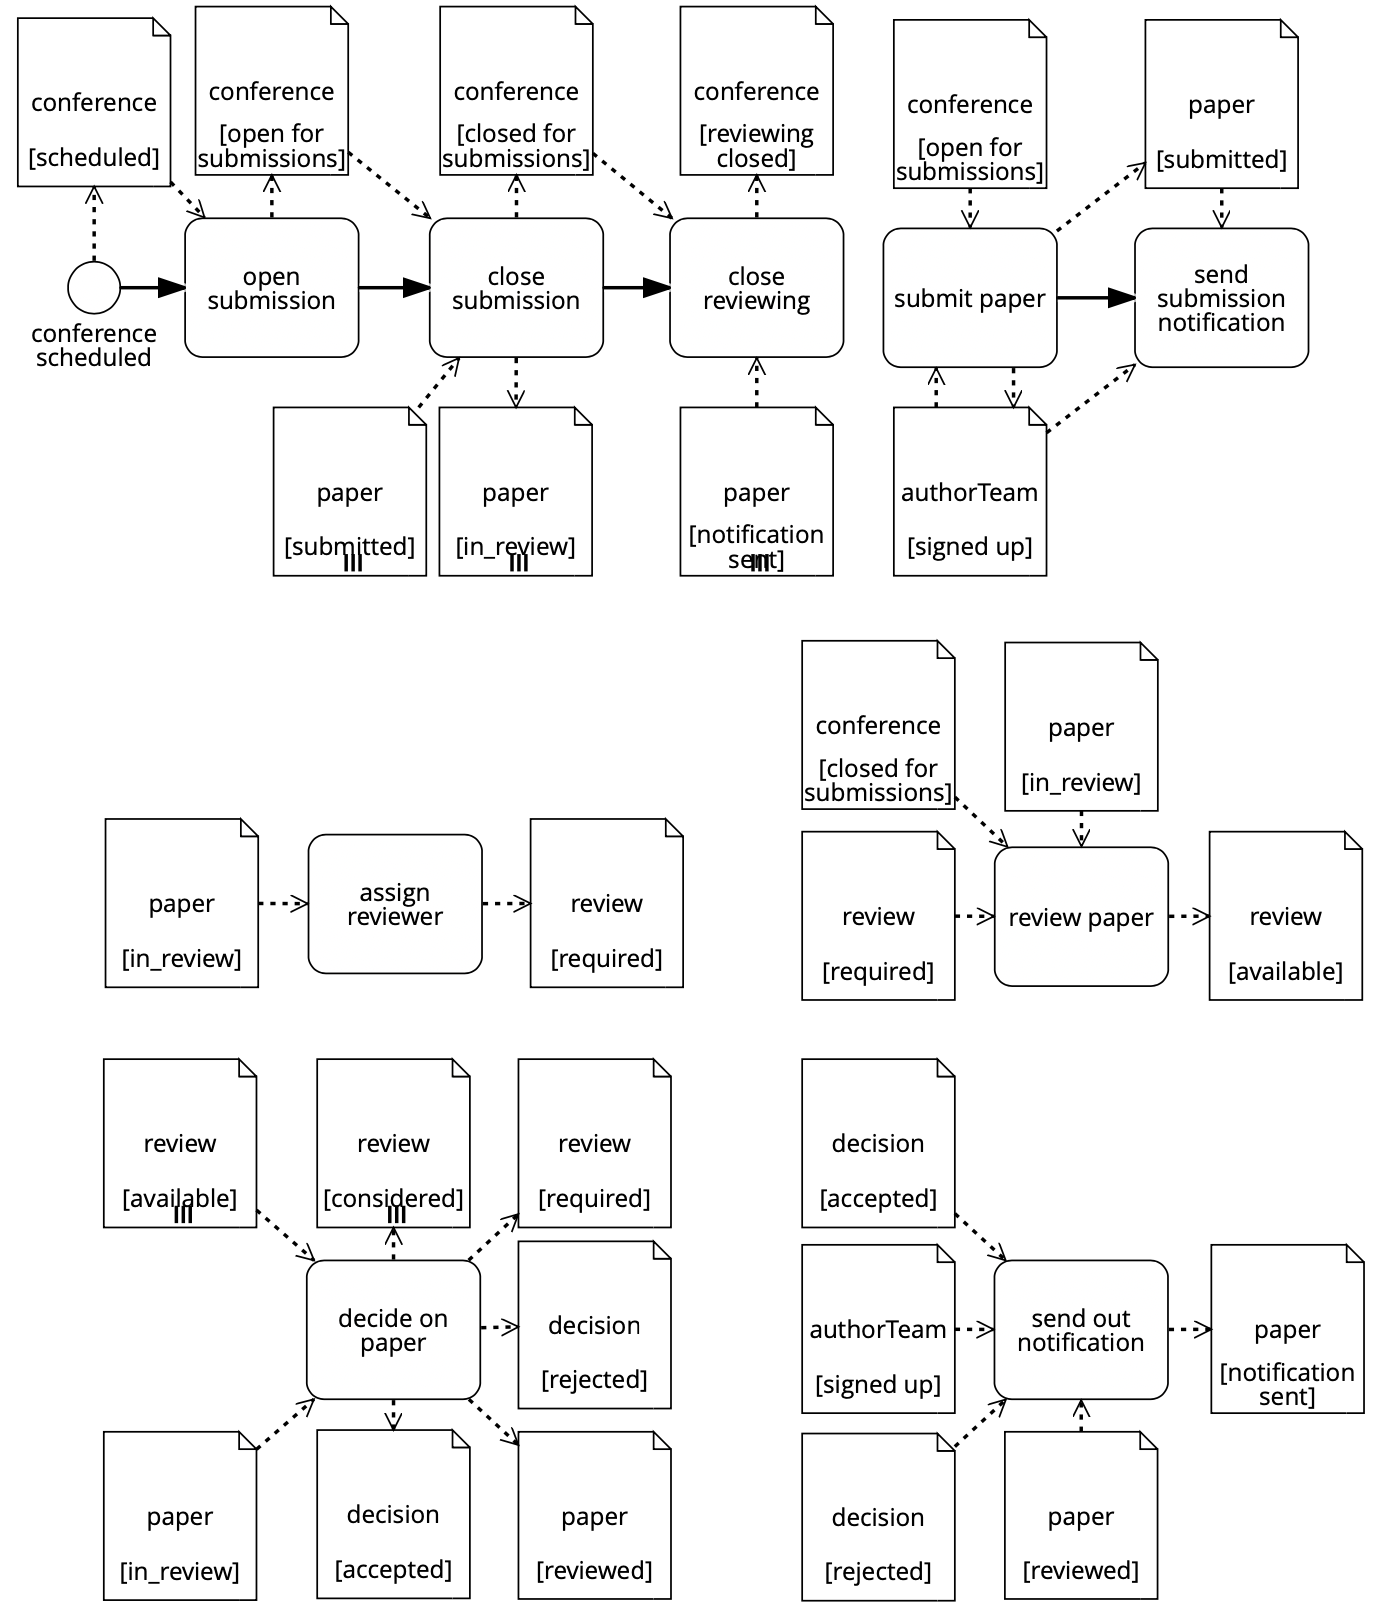 conference
[scheduled]
conference
[open for
submissions]
conference
[closed for
submissions]
conference
[reviewing
closed]
conference
[open for
submissions]
paper
[submitted]
conference
scheduled
open
submission
close
submission
close
reviewing
submit paper
send
submission
notification
paper
[submitted]
paper
[in_review]
paper
[notification
sent]
authorTeam
[signed up]
conference
[closed for
submissions]
paper
[in_review]
paper
[in_review]
assign
reviewer
review
[required]
review
[required]
review paper
review
[available]
review
[available]
review
[considered]
review
[required]
decide on
paper
decision
[rejected]
paper
[in_review]
decision
[accepted]
paper
[reviewed]
decision
[accepted]
authorTeam
[signed up]
send out
notification
paper
[notification
sent]
decision
[rejected]
paper
[reviewed]